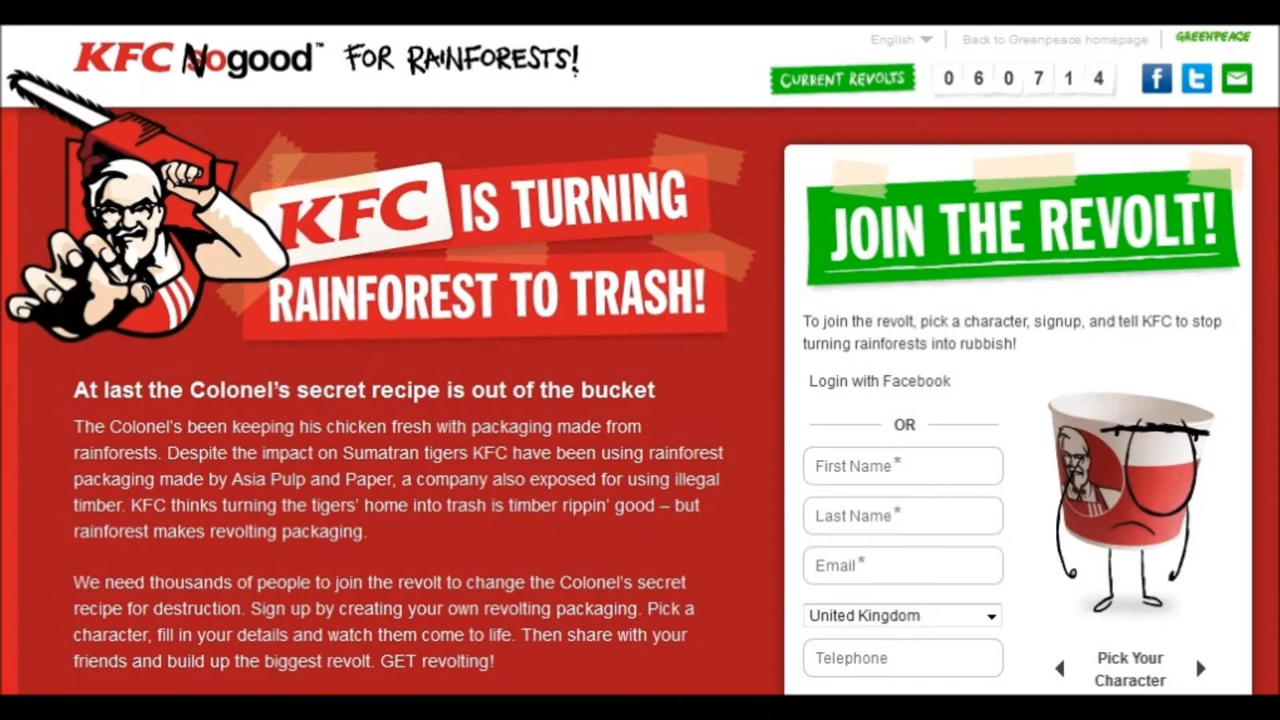 KFC Nogood™ FOR RAINFORESTS!
English
Back to Greenpeace homepage
GREENPEACE
CURRENT REVOLTS
0 6 0 7 1 4
KFC IS TURNING
RAINFOREST TO TRASH!
At last the Colonel's secret recipe is out of the bucket
The Colonel's been keeping his chicken fresh with packaging made from
rainforests. Despite the impact on Sumatran tigers KFC have been using rainforest
packaging made by Asia Pulp and Paper, a company also exposed for using illegal
timber. KFC thinks turning the tigers' home into trash is timber rippin' good – but
rainforest makes revolting packaging.
We need thousands of people to join the revolt to change the Colonel's secret
recipe for destruction. Sign up by creating your own revolting packaging. Pick a
character, fill in your details and watch them come to life. Then share with your
friends and build up the biggest revolt. GET revolting!
JOIN THE REVOLT!
To join the revolt, pick a character, signup, and tell KFC to stop
turning rainforests into rubbish!
Login with Facebook
OR
First Name*
Last Name*
Email*
United Kingdom
Telephone
Pick Your
Character